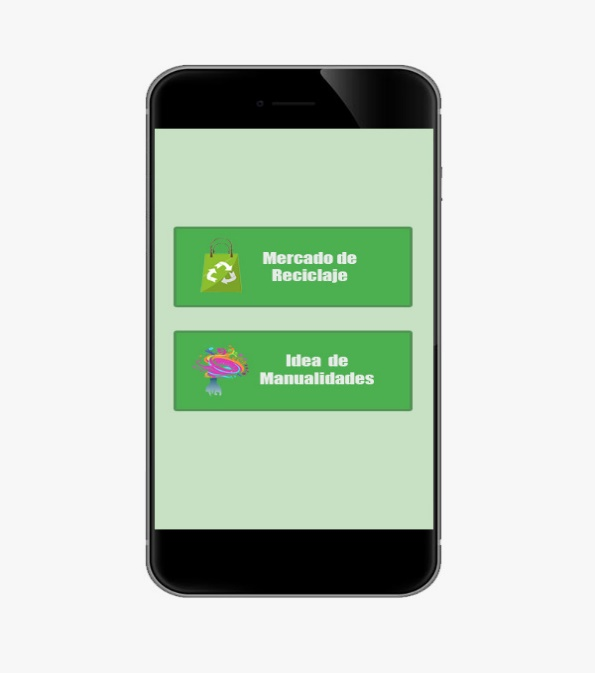 Mercado de
Reciclaje
Idea de
Manualidades